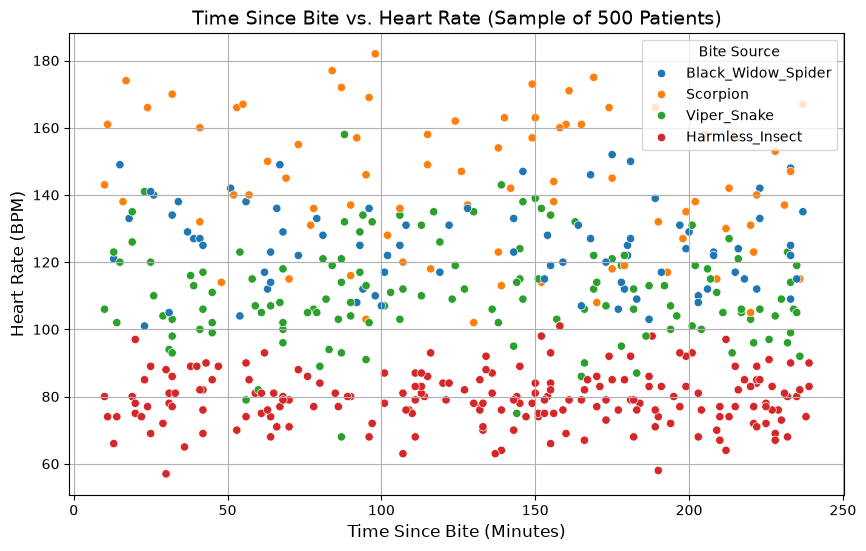 Time Since Bite vs. Heart Rate (Sample of 500 Patients)
Bite Source
Black_Widow_Spider
Scorpion
Viper_Snake
Harmless_Insect
Heart Rate (BPM)
180
160
140
120
100
80
60
0 50 100 150 200 250
Time Since Bite (Minutes)